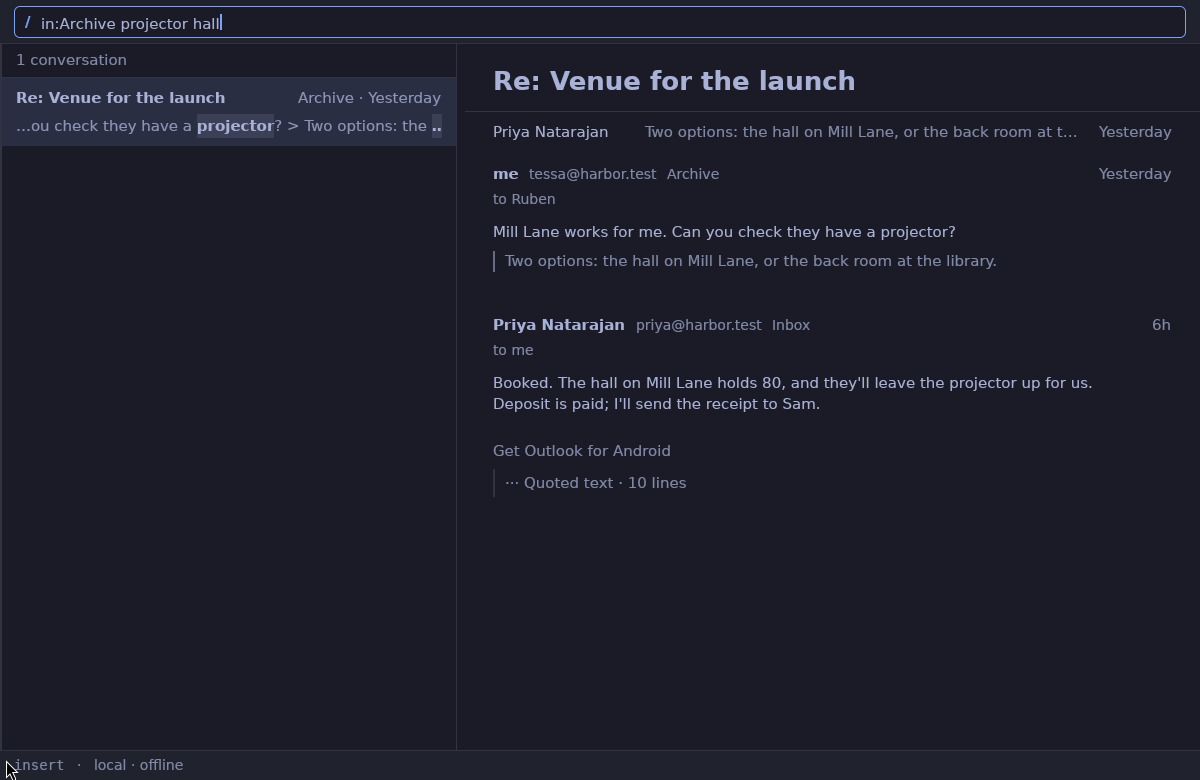 / in:Archive projector hall
1 conversation
Re: Venue for the launch Archive · Yesterday
…ou check they have a projector? > Two options: the ..
Re: Venue for the launch
Priya Natarajan Two options: the hall on Mill Lane, or the back room at t… Yesterday
me tessa@harbor.test Archive Yesterday
to Ruben
Mill Lane works for me. Can you check they have a projector?
Two options: the hall on Mill Lane, or the back room at the library.
Priya Natarajan priya@harbor.test Inbox 6h
to me
Booked. The hall on Mill Lane holds 80, and they'll leave the projector up for us.
Deposit is paid; I'll send the receipt to Sam.
Get Outlook for Android
··· Quoted text · 10 lines
insert · local · offline